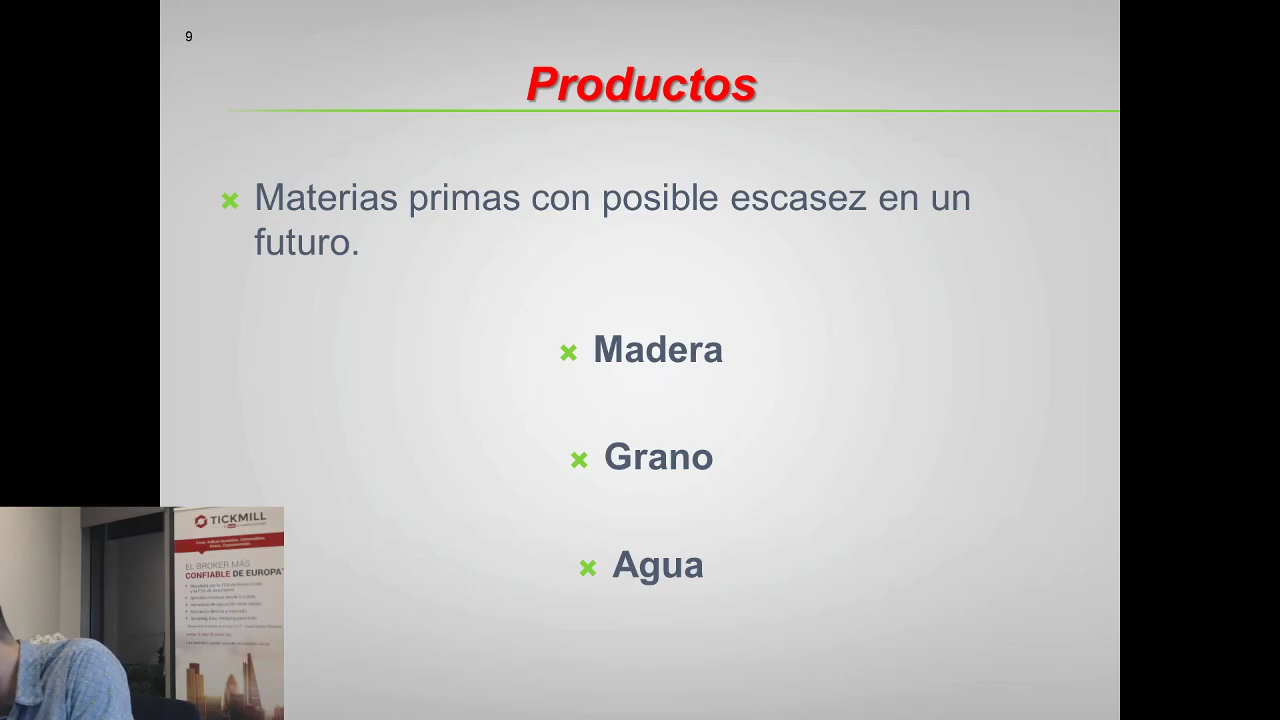 9
Productos
Materias primas con posible escasez en un
futuro.
Madera
Grano
Agua
TICKMILL
EL BROKER MÁS
CONFIABLE DE EUROPA